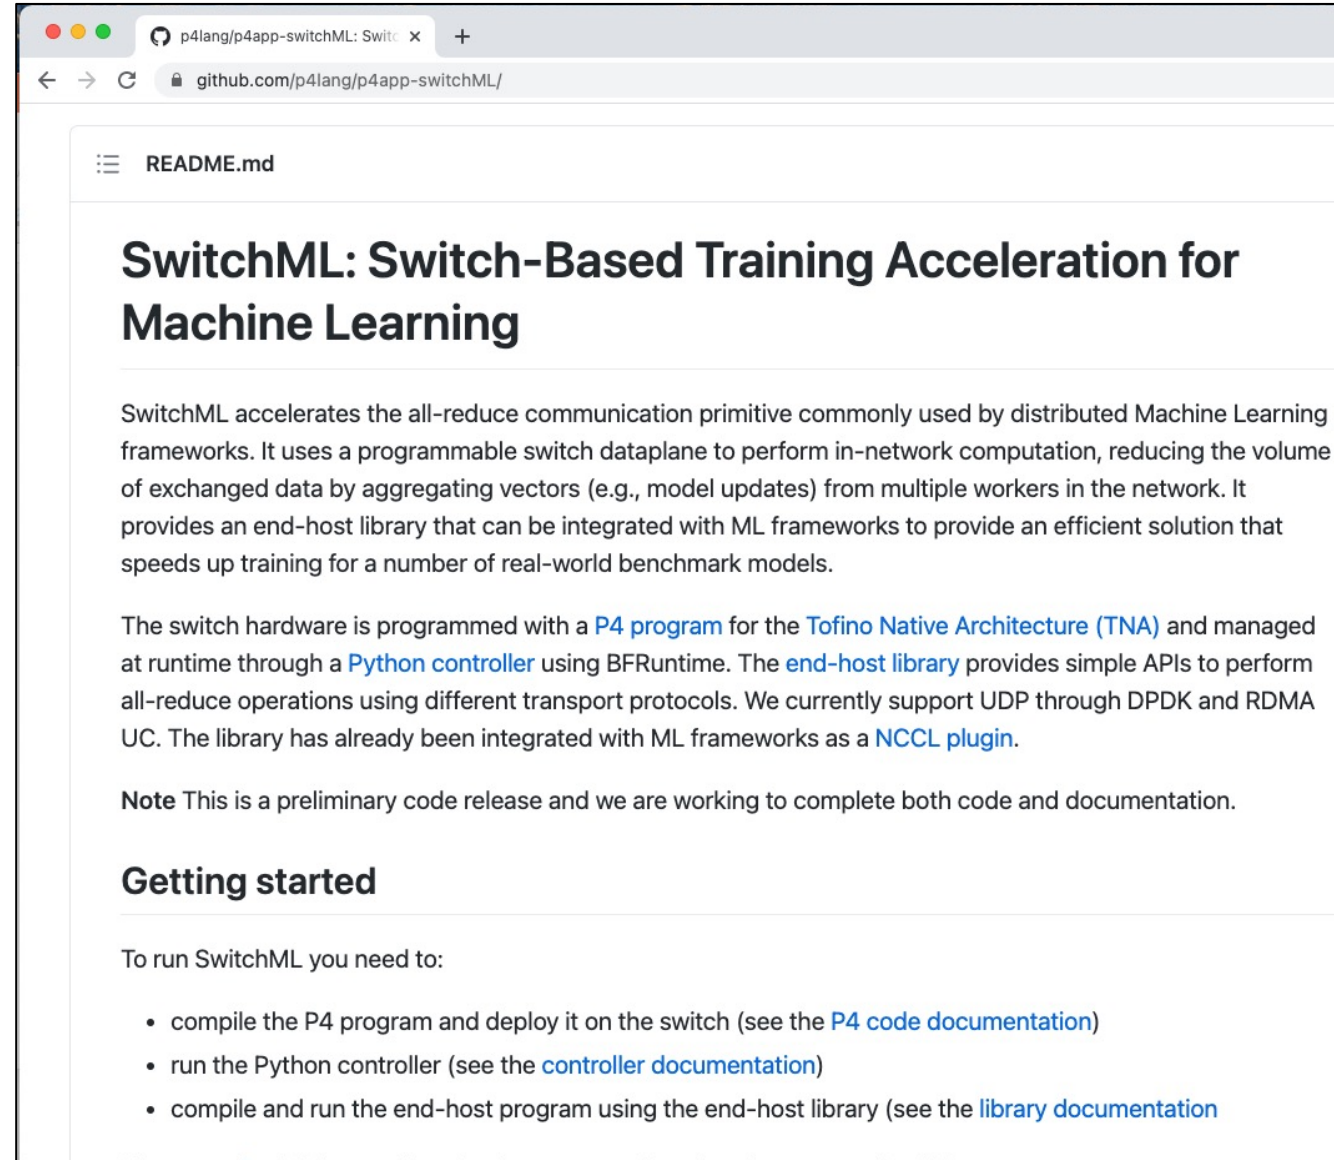 p4lang/p4app-switchML: Switc
github.com/p4lang/p4app-switchML/
README.md
SwitchML: Switch-Based Training Acceleration for
Machine Learning
SwitchML accelerates the all-reduce communication primitive commonly used by distributed Machine Learning
frameworks. It uses a programmable switch dataplane to perform in-network computation, reducing the volume
of exchanged data by aggregating vectors (e.g., model updates) from multiple workers in the network. It
provides an end-host library that can be integrated with ML frameworks to provide an efficient solution that
speeds up training for a number of real-world benchmark models.
The switch hardware is programmed with a P4 program for the Tofino Native Architecture (TNA) and managed
at runtime through a Python controller using BFRuntime. The end-host library provides simple APIs to perform
all-reduce operations using different transport protocols. We currently support UDP through DPDK and RDMA
UC. The library has already been integrated with ML frameworks as a NCCL plugin.
Note This is a preliminary code release and we are working to complete both code and documentation.
Getting started
To run SwitchML you need to:
• compile the P4 program and deploy it on the switch (see the P4 code documentation)
• run the Python controller (see the controller documentation)
• compile and run the end-host program using the end-host library (see the library documentation